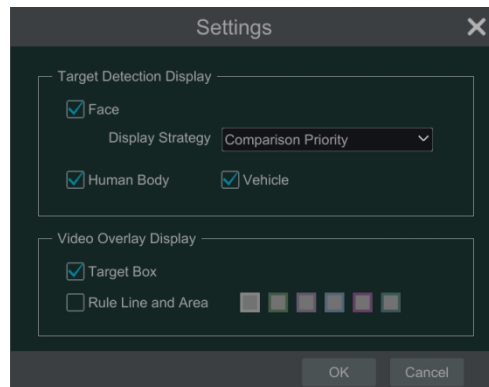 Settings
Target Detection Display
Face
Display Strategy Comparison Priority
Human Body Vehicle
Video Overlay Display
Target Box
Rule Line and Area
OK Cancel